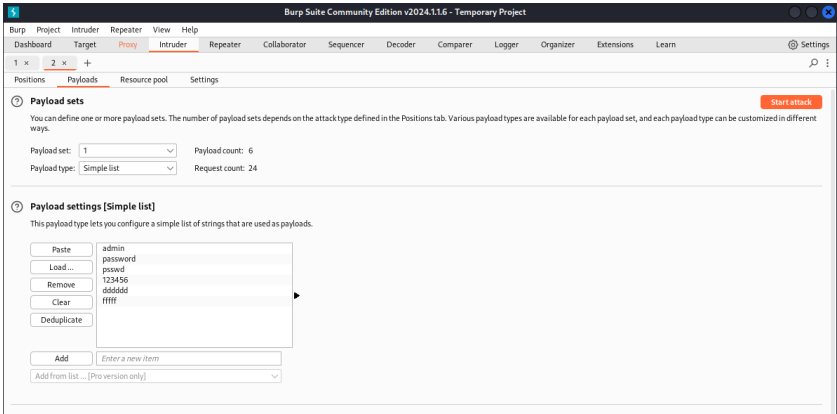 Burp Suite Community Edition v2024.1.1.6 - Temporary Project
Burp Project Intruder Repeater View Help
Dashboard Target Proxy Intruder Repeater Collaborator Sequencer Decoder Comparer Logger Organizer Extensions Learn Settings
1 × 2 × +
Positions Payloads Resource pool Settings
? Payload sets Start attack
You can define one or more payload sets. The number of payload sets depends on the attack type defined in the Positions tab. Various payload types are available for each payload set, and each payload type can be customized in different
ways.
Payload set: 1 Payload count: 6
Payload type: Simple list Request count: 24
? Payload settings [Simple list]
This payload type lets you configure a simple list of strings that are used as payloads.
Paste admin
password
Load ... psswd
Remove 123456
dddddd
Clear fffff
Deduplicate
Add Enter a new item
Add from list ... [Pro version only]